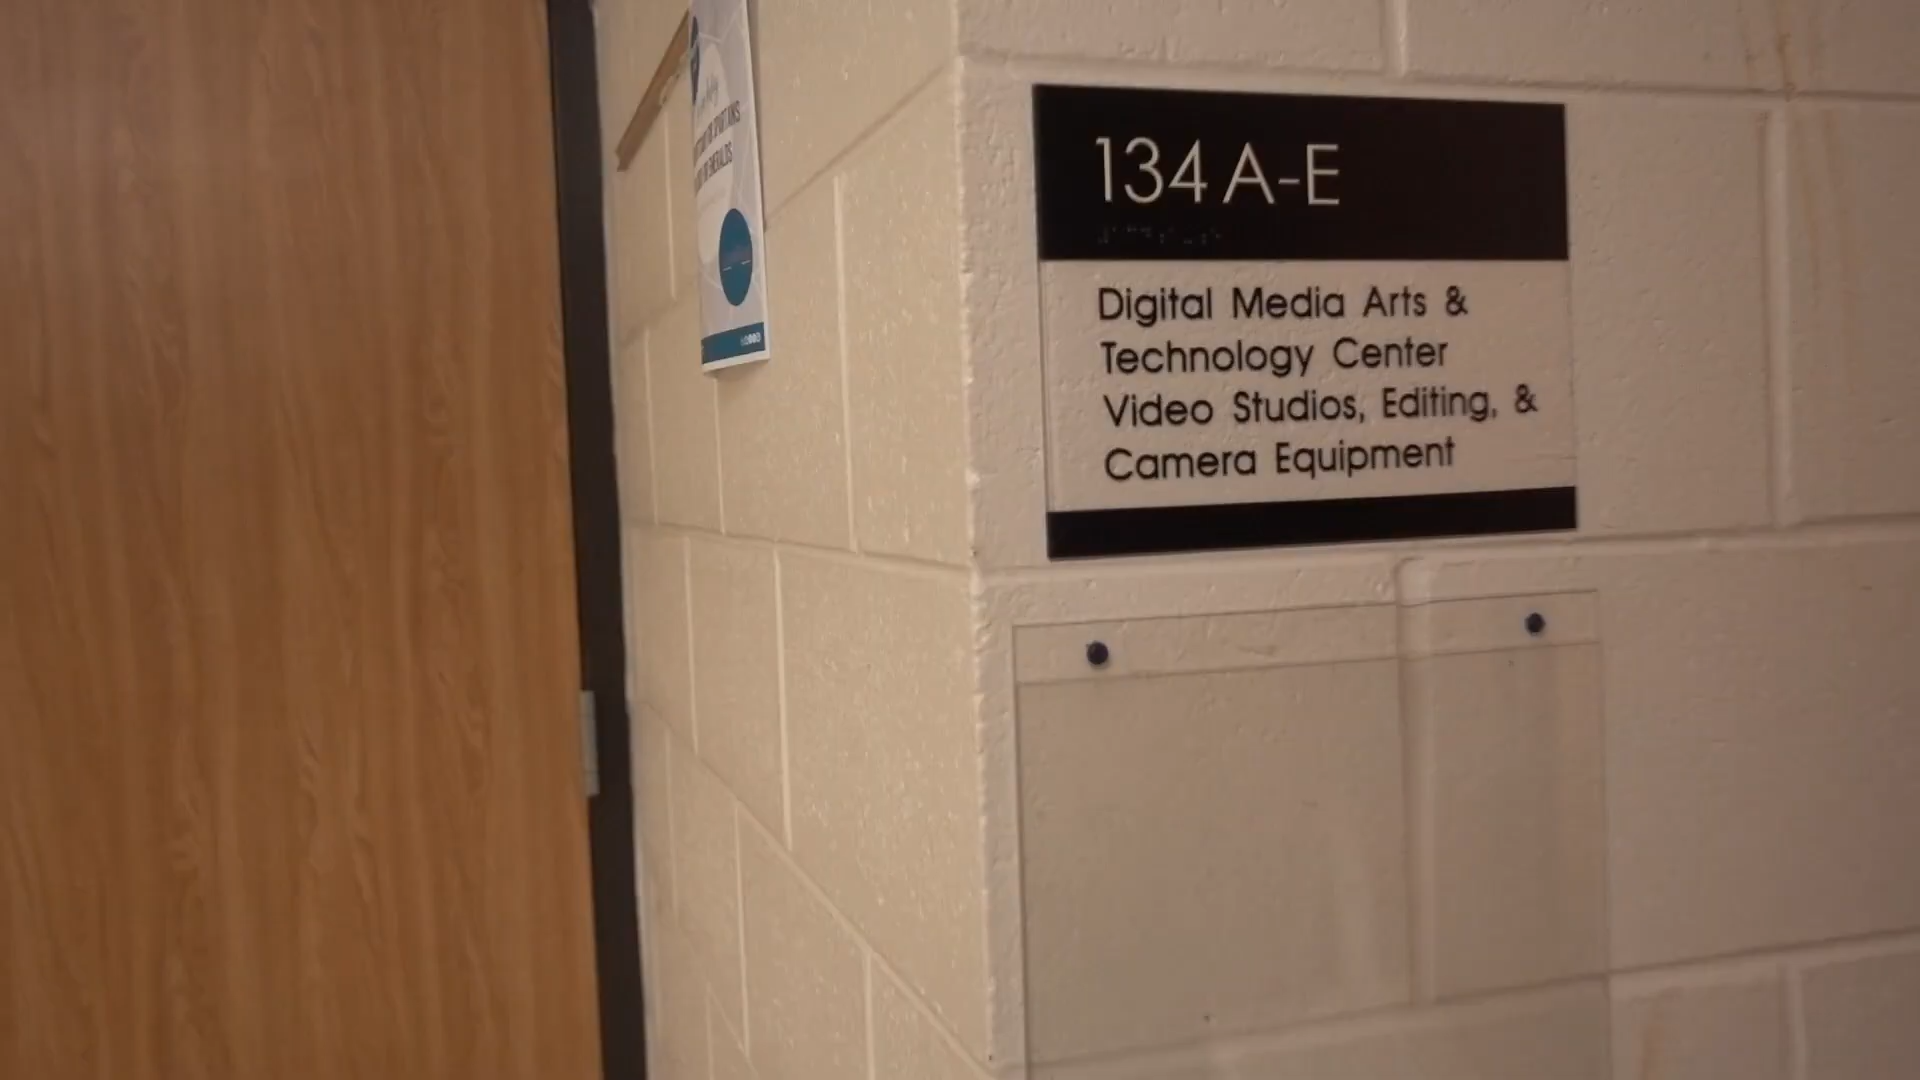 134 A-E
Digital Media Arts &
Technology Center
Video Studios, Editing, &
Camera Equipment